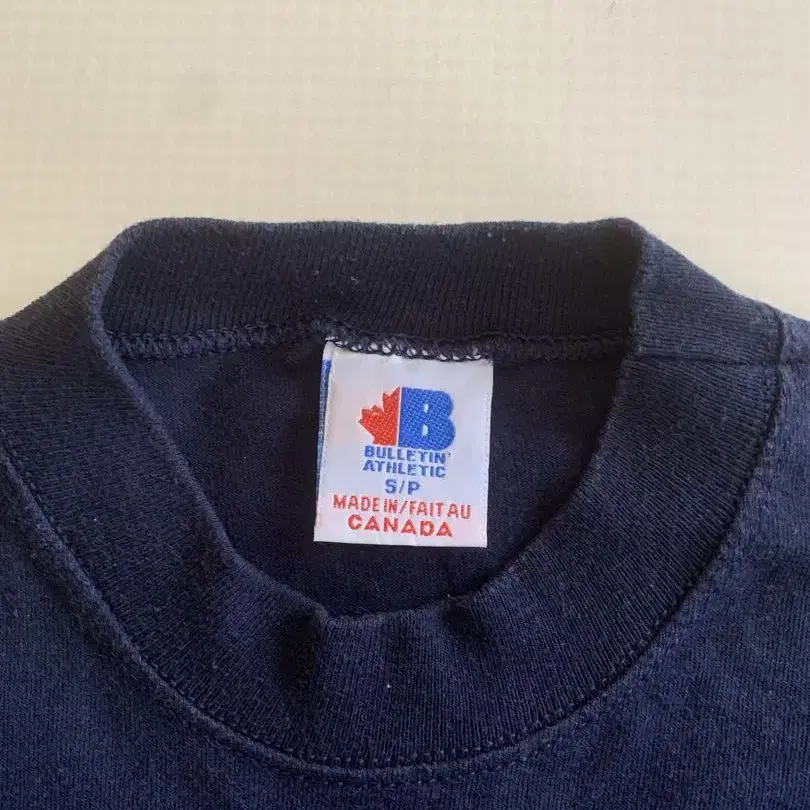 B
BULLETIN'
ATHLETIC
S/P
MADE IN/FAIT AU
CANADA